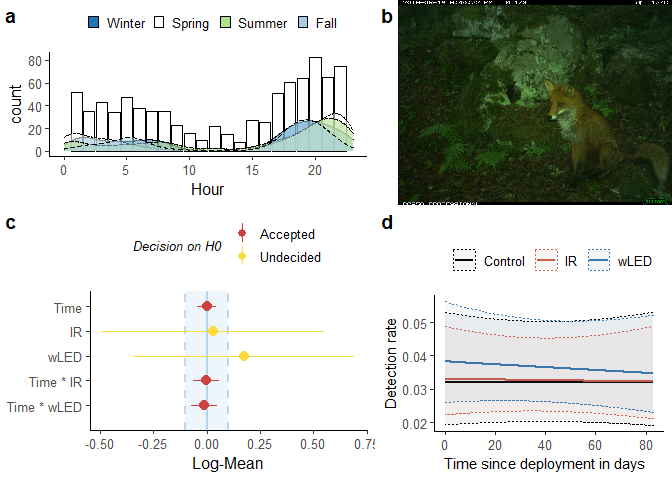 a
Winter Spring Summer Fall
count
80
60
40
20
0
0 5 10 15 20
Hour
b
c
Decision on H0
Accepted
Undecided
Time
IR
wLED
Time * IR
Time * wLED
-0.50 -0.25 0.00 0.25 0.50
Log-Mean
d
Control IR wLED
Detection rate
0.05
0.04
0.03
0.02
0 20 40 60 80
Time since deployment in days